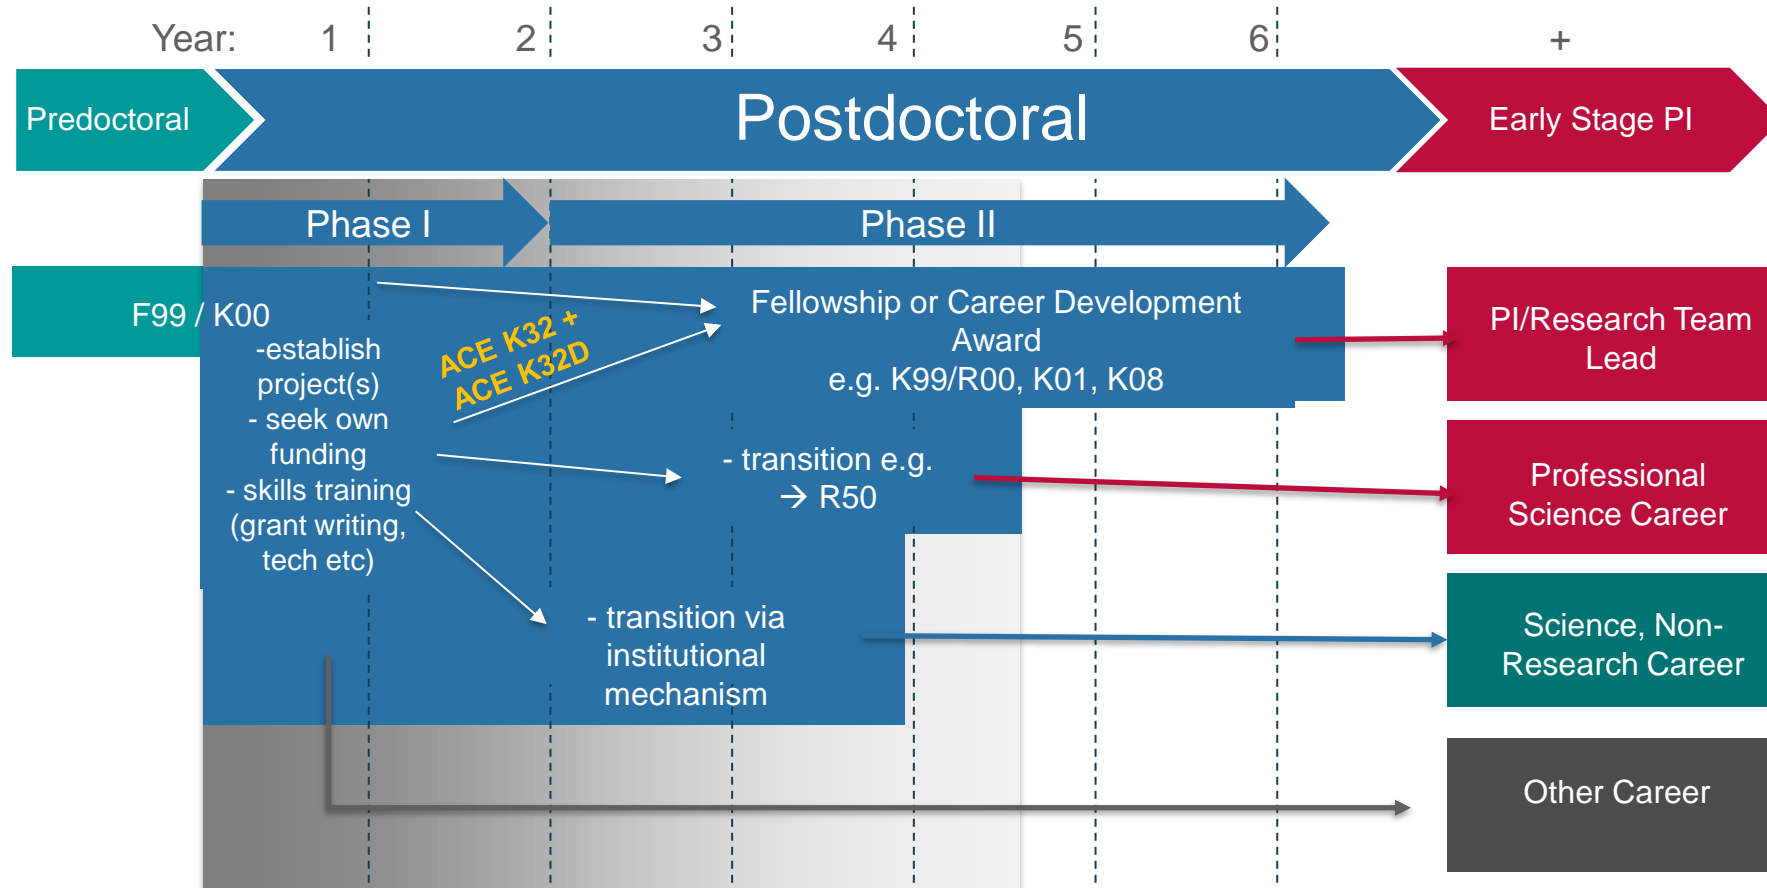 Year: 1 2 3 4 5 6 +
Predoctoral
Postdoctoral
Early Stage PI
Phase I
Phase II
F99 / K00
-establish
project(s)
- seek own
funding
- skills training
(grant writing,
tech etc)
ACE K32 +
ACE K32D
Fellowship or Career Development
Award
e.g. K99/R00, K01, K08
- transition e.g.
→ R50
- transition via
institutional
mechanism
PI/Research Team
Lead
Professional
Science Career
Science, Non-
Research Career
Other Career